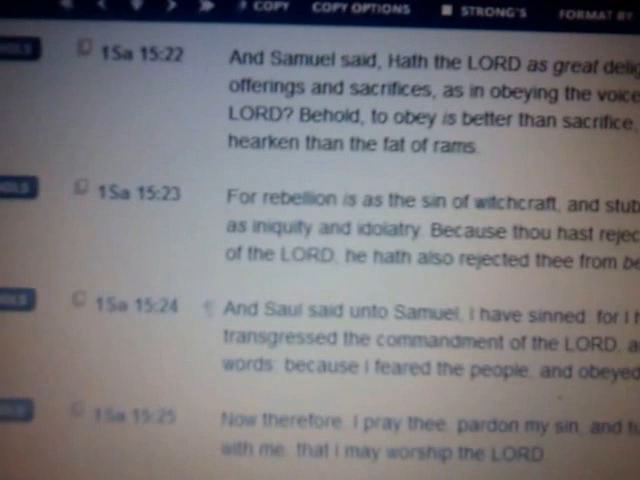 COPY COPY OPTIONS STRONG'S FORMAT BY
1Sa 15:22 And Samuel said, Hath the LORD as great delig
offerings and sacrifices, as in obeying the voice
LORD? Behold, to obey is better than sacrifice,
hearken than the fat of rams.
1Sa 15:23 For rebellion is as the sin of witchcraft, and stub
as iniquity and idolatry. Because thou hast rejec
of the LORD, he hath also rejected thee from be
1Sa 15:24 ¶ And Saul said unto Samuel, I have sinned: for I h
transgressed the commandment of the LORD, a
words: because I feared the people, and obeyed
1Sa 15:25 Now therefore, I pray thee, pardon my sin, and tu
with me, that I may worship the LORD.